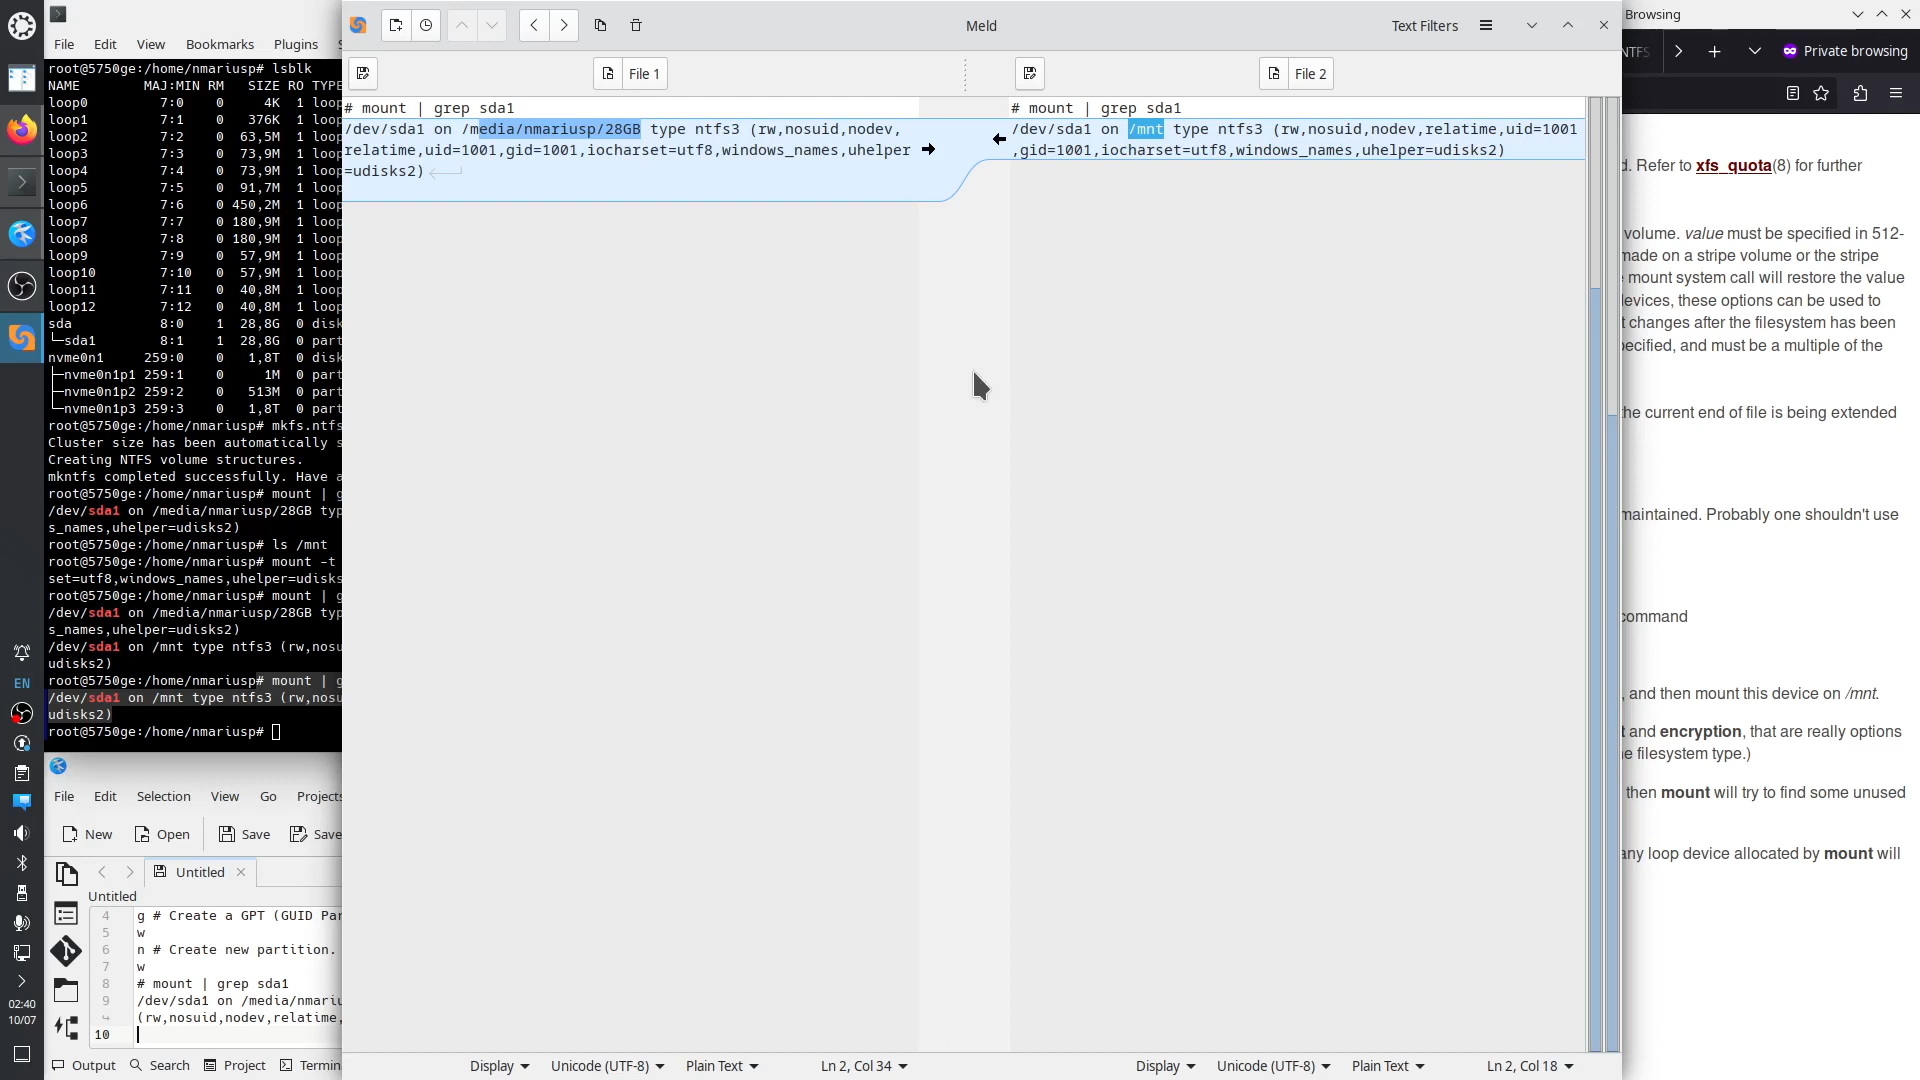 File Edit View Bookmarks Plugins
root@5750ge:/home/nmariusp# lsblk
NAME MAJ:MIN RM SIZE RO TYPE
loop0 7:0 0 4K 1 loop
loop1 7:1 0 376K 1 loop
loop2 7:2 0 63,5M 1 loop
loop3 7:3 0 73,9M 1 loop
loop4 7:4 0 73,9M 1 loop
loop5 7:5 0 91,7M 1 loop
loop6 7:6 0 450,2M 1 loop
loop7 7:7 0 180,9M 1 loop
loop8 7:8 0 180,9M 1 loop
loop9 7:9 0 57,9M 1 loop
loop10 7:10 0 57,9M 1 loop
loop11 7:11 0 40,8M 1 loop
loop12 7:12 0 40,8M 1 loop
sda 8:0 1 28,8G 0 disk
└─sda1 8:1 1 28,8G 0 part
nvme0n1 259:0 0 1,8T 0 disk
├─nvme0n1p1 259:1 0 1M 0 part
├─nvme0n1p2 259:2 0 513M 0 part
└─nvme0n1p3 259:3 0 1,8T 0 part
root@5750ge:/home/nmariusp# mkfs.ntfs
Cluster size has been automatically s
Creating NTFS volume structures.
mkntfs completed successfully. Have a
root@5750ge:/home/nmariusp# mount | g
/dev/sda1 on /media/nmariusp/28GB typ
s_names,uhelper=udisks2)
root@5750ge:/home/nmariusp# ls /mnt
root@5750ge:/home/nmariusp# mount -t
set=utf8,windows_names,uhelper=udisks
root@5750ge:/home/nmariusp# mount | g
/dev/sda1 on /media/nmariusp/28GB typ
s_names,uhelper=udisks2)
/dev/sda1 on /mnt type ntfs3 (rw,nosu
udisks2)
root@5750ge:/home/nmariusp# mount | g
/dev/sda1 on /mnt type ntfs3 (rw,nosu
udisks2)
root@5750ge:/home/nmariusp#
EN
02:40
10/07
File Edit Selection View Go Projects
New Open Save Save
Untitled
Untitled
4 g # Create a GPT (GUID Par
5 w
6 n # Create new partition.
7 w
8 # mount | grep sda1
9 /dev/sda1 on /media/nmariu
(rw,nosuid,nodev,relatime,
10
Output Search Project Termin
Meld
Text Filters
File 1
File 2
# mount | grep sda1
/dev/sda1 on /media/nmariusp/28GB type ntfs3 (rw,nosuid,nodev,
relatime,uid=1001,gid=1001,iocharset=utf8,windows_names,uhelper
=udisks2)
# mount | grep sda1
/dev/sda1 on /mnt type ntfs3 (rw,nosuid,nodev,relatime,uid=1001
,gid=1001,iocharset=utf8,windows_names,uhelper=udisks2)
Display Unicode (UTF-8) Plain Text Ln 2, Col 34
Display Unicode (UTF-8) Plain Text Ln 2, Col 18
Browsing
NTFS
Private browsing
d. Refer to xfs_quota(8) for further
volume. value must be specified in 512-
made on a stripe volume or the stripe
mount system call will restore the value
devices, these options can be used to
t changes after the filesystem has been
pecified, and must be a multiple of the
the current end of file is being extended
maintained. Probably one shouldn't use
command
, and then mount this device on /mnt.
t and encryption, that are really options
e filesystem type.)
then mount will try to find some unused
any loop device allocated by mount will